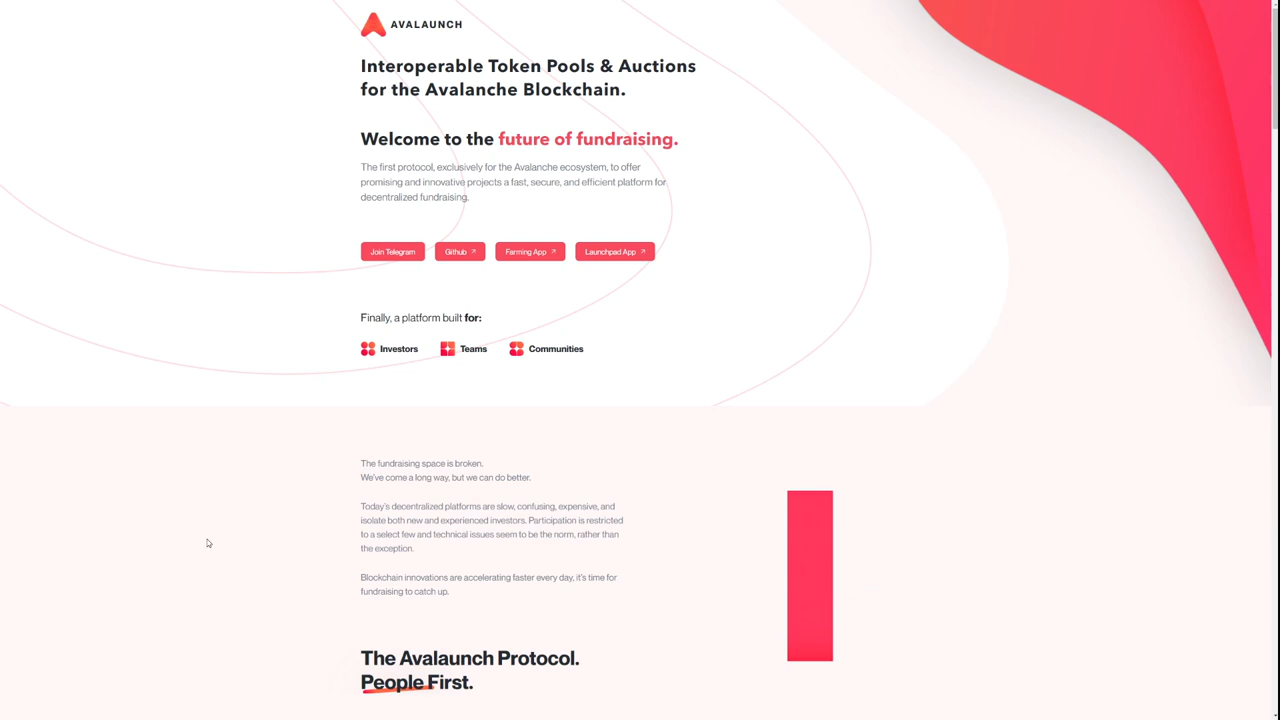 AVALAUNCH
Interoperable Token Pools & Auctions
for the Avalanche Blockchain.
Welcome to the future of fundraising.
The first protocol, exclusively for the Avalanche ecosystem, to offer
promising and innovative projects a fast, secure, and efficient platform for
decentralized fundraising.
Join Telegram Github Farming App Launchpad App
Finally, a platform built for:
Investors Teams Communities
The fundraising space is broken.
We've come a long way, but we can do better.
Today's decentralized platforms are slow, confusing, expensive, and
isolate both new and experienced investors. Participation is restricted
to a select few and technical issues seem to be the norm, rather than
the exception.
Blockchain innovations are accelerating faster every day, it's time for
fundraising to catch up.
The Avalaunch Protocol.
People First.